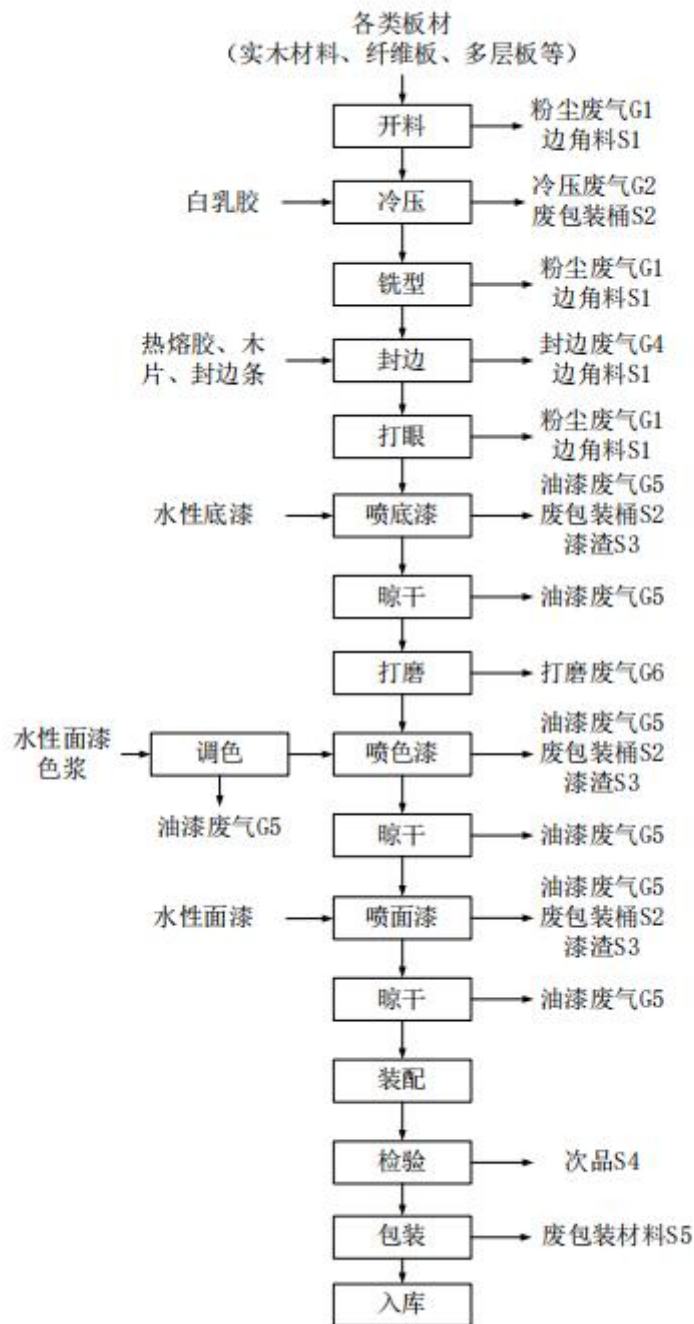 各类板材
（实木材料、纤维板、多层板等）
开料
粉尘废气G1
边角料S1
白乳胶
冷压
冷压废气G2
废包装桶S2
铣型
粉尘废气G1
边角料S1
热熔胶、木
片、封边条
封边
封边废气G4
边角料S1
打眼
粉尘废气G1
边角料S1
水性底漆
喷底漆
油漆废气G5
废包装桶S2
漆渣S3
晾干
油漆废气G5
打磨
打磨废气G6
水性面漆
色浆
调色
油漆废气G5
喷色漆
油漆废气G5
废包装桶S2
漆渣S3
晾干
油漆废气G5
水性面漆
喷面漆
油漆废气G5
废包装桶S2
漆渣S3
晾干
油漆废气G5
装配
检验
次品S4
包装
废包装材料S5
入库